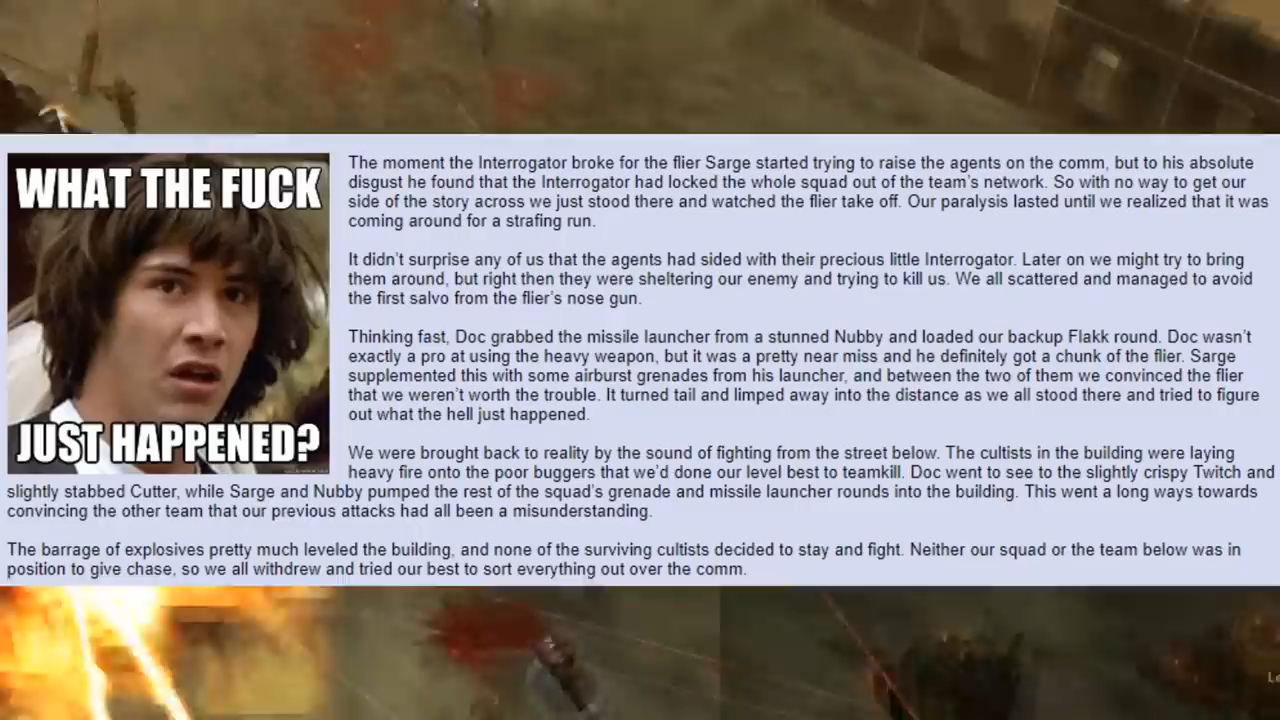 WHAT THE FUCK
JUST HAPPENED?
The moment the Interrogator broke for the flier Sarge started trying to raise the agents on the comm, but to his absolute
disgust he found that the Interrogator had locked the whole squad out of the team's network. So with no way to get our
side of the story across we just stood there and watched the flier take off. Our paralysis lasted until we realized that it was
coming around for a strafing run.
It didn't surprise any of us that the agents had sided with their precious little Interrogator. Later on we might try to bring
them around, but right then they were sheltering our enemy and trying to kill us. We all scattered and managed to avoid
the first salvo from the flier's nose gun.
Thinking fast, Doc grabbed the missile launcher from a stunned Nubby and loaded our backup Flakk round. Doc wasn't
exactly a pro at using the heavy weapon, but it was a pretty near miss and he definitely got a chunk of the flier. Sarge
supplemented this with some airburst grenades from his launcher, and between the two of them we convinced the flier
that we weren't worth the trouble. It turned tail and limped away into the distance as we all stood there and tried to figure
out what the hell just happened.
We were brought back to reality by the sound of fighting from the street below. The cultists in the building were laying
heavy fire onto the poor buggers that we'd done our level best to teamkill. Doc went to see to the slightly crispy Twitch and
slightly stabbed Cutter, while Sarge and Nubby pumped the rest of the squad's grenade and missile launcher rounds into the building. This went a long ways towards
convincing the other team that our previous attacks had all been a misunderstanding.
The barrage of explosives pretty much leveled the building, and none of the surviving cultists decided to stay and fight. Neither our squad or the team below was in
position to give chase, so we all withdrew and tried our best to sort everything out over the comm.